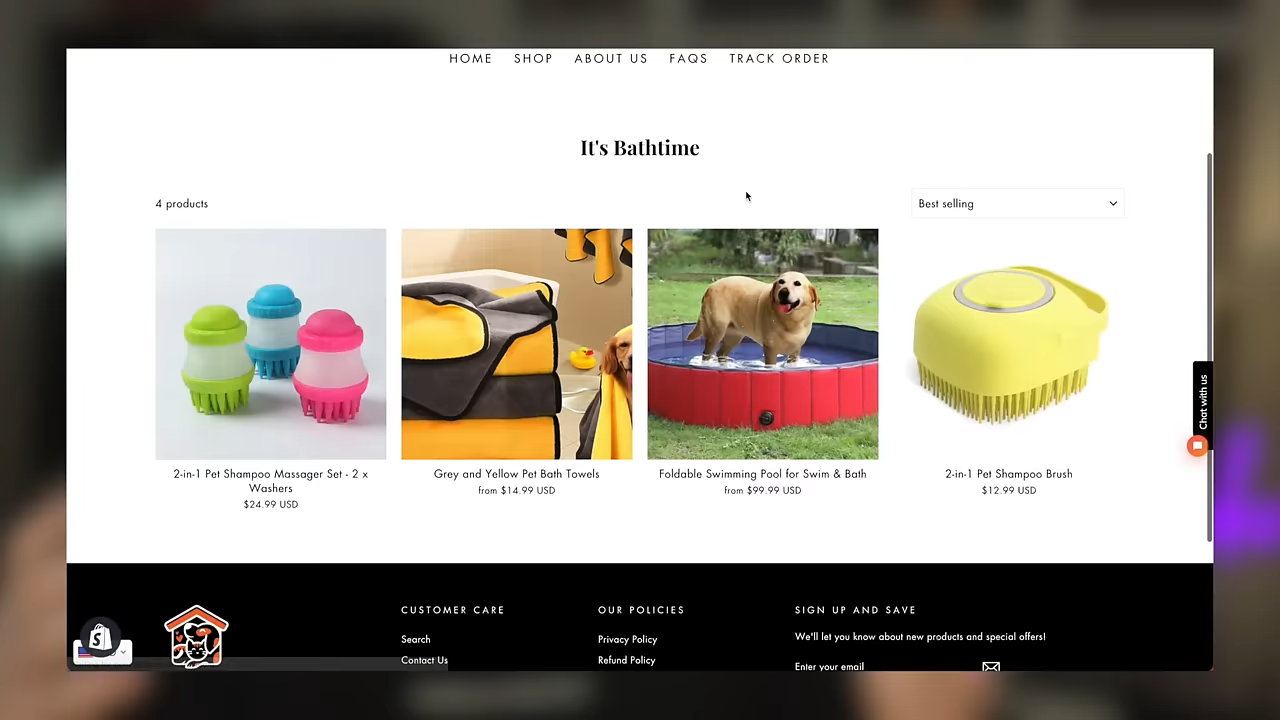 HOME SHOP ABOUT US FAQS TRACK ORDER
It's Bathtime
4 products
Best selling
2-in-1 Pet Shampoo Massager Set - 2 x
Washers
$24.99 USD
Grey and Yellow Pet Bath Towels
from $14.99 USD
Foldable Swimming Pool for Swim & Bath
from $99.99 USD
2-in-1 Pet Shampoo Brush
$12.99 USD
Chat with us
CUSTOMER CARE
Search
Contact Us
OUR POLICIES
Privacy Policy
Refund Policy
SIGN UP AND SAVE
We'll let you know about new products and special offers!
Enter your email